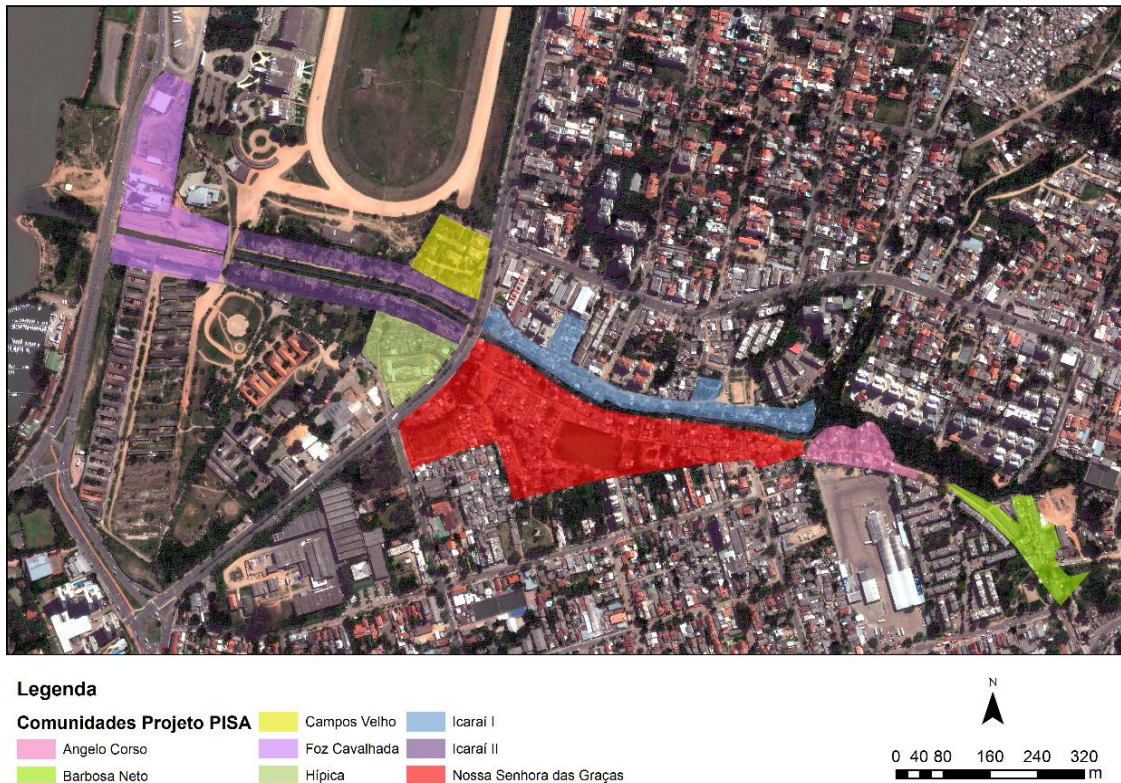 Legenda
Comunidades Projeto PISA
Angelo Corso
Barbosa Neto
Campos Velho
Foz Cavalhada
Hípica
Icaraí I
Icaraí II
Nossa Senhora das Graças
N
0 40 80 160 240 320
m